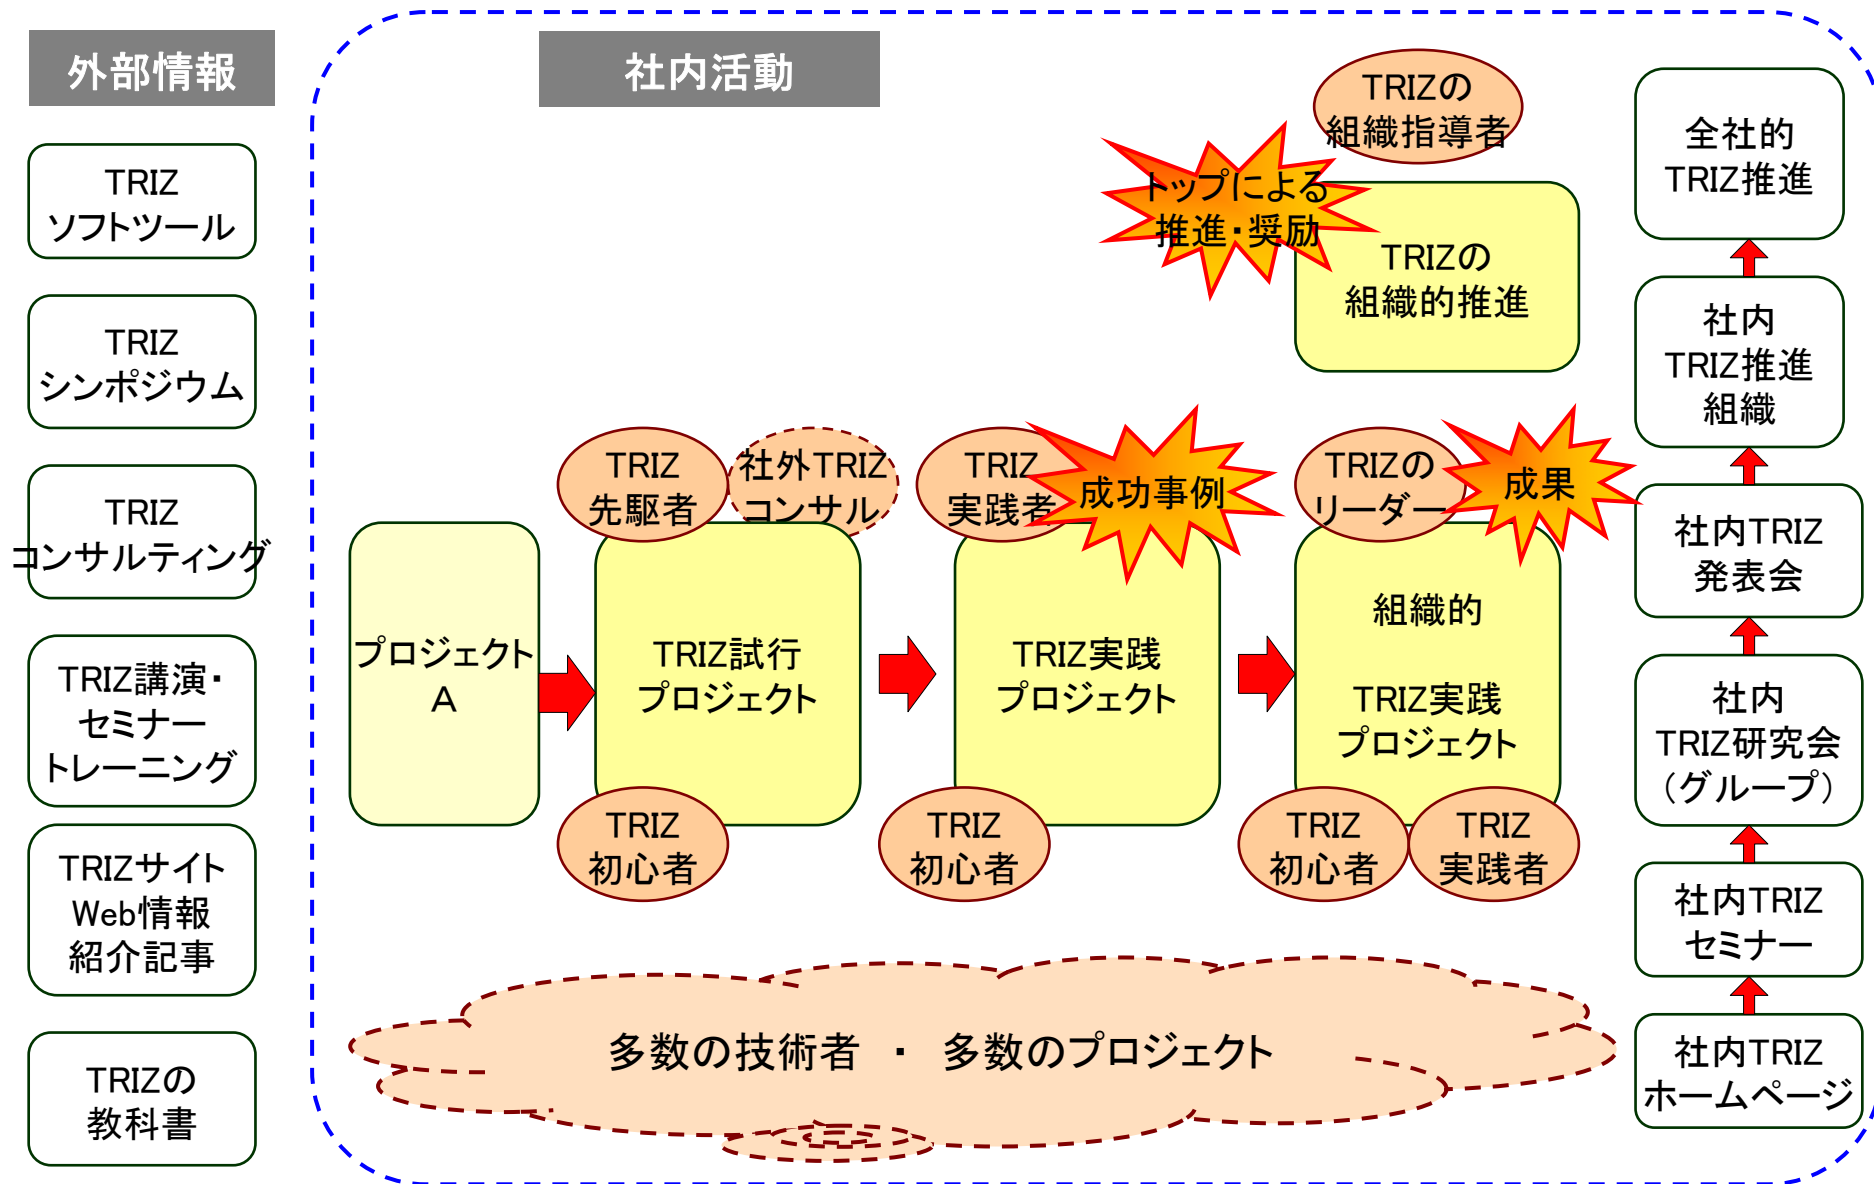 外部情報
TRIZ
ソフトツール
TRIZ
シンポジウム
TRIZ
コンサルティング
TRIZ講演・
セミナー
トレーニング
TRIZサイト
Web情報
紹介記事
TRIZの
教科書
社内活動
TRIZの
組織指導者
トップによる
推進・奨励
TRIZの
組織的推進
プロジェクト
A
TRIZ
先駆者
社外TRIZ
コンサル
TRIZ試行
プロジェクト
TRIZ
初心者
TRIZ
実践者
成功事例
TRIZ実践
プロジェクト
TRIZ
初心者
TRIZの
リーダー
成果
組織的
TRIZ実践
プロジェクト
TRIZ
初心者
TRIZ
実践者
多数の技術者 ・ 多数のプロジェクト
全社的
TRIZ推進
社内
TRIZ推進
組織
社内TRIZ
発表会
社内
TRIZ研究会
(グループ)
社内TRIZ
セミナー
社内TRIZ
ホームページ